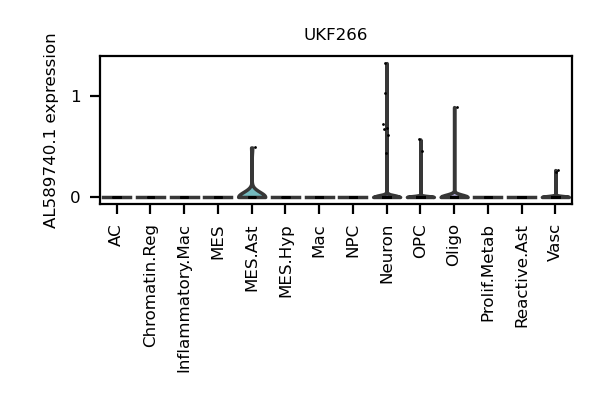 UKF266
AL589740.1 expression
1
0
AC
Chromatin.Reg
Inflammatory.Mac
MES
MES.Ast
MES.Hyp
Mac
NPC
Neuron
OPC
Oligo
Prolif.Metab
Reactive.Ast
Vasc